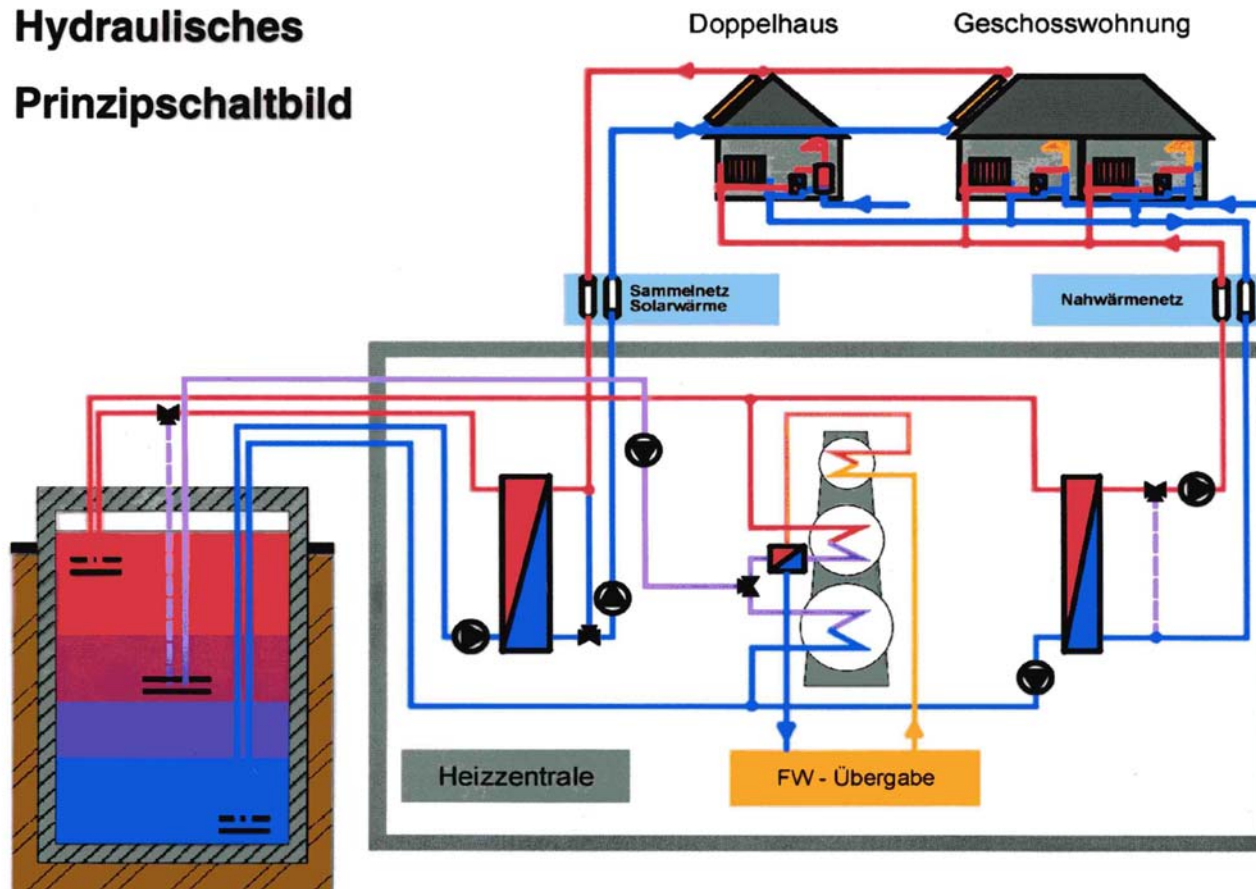 Hydraulisches
Prinzipschaltbild
Doppelhaus
Geschosswohnung
Sammelnetz
Solarwärme
Nahwärmenetz
Heizzentrale
FW - Übergabe